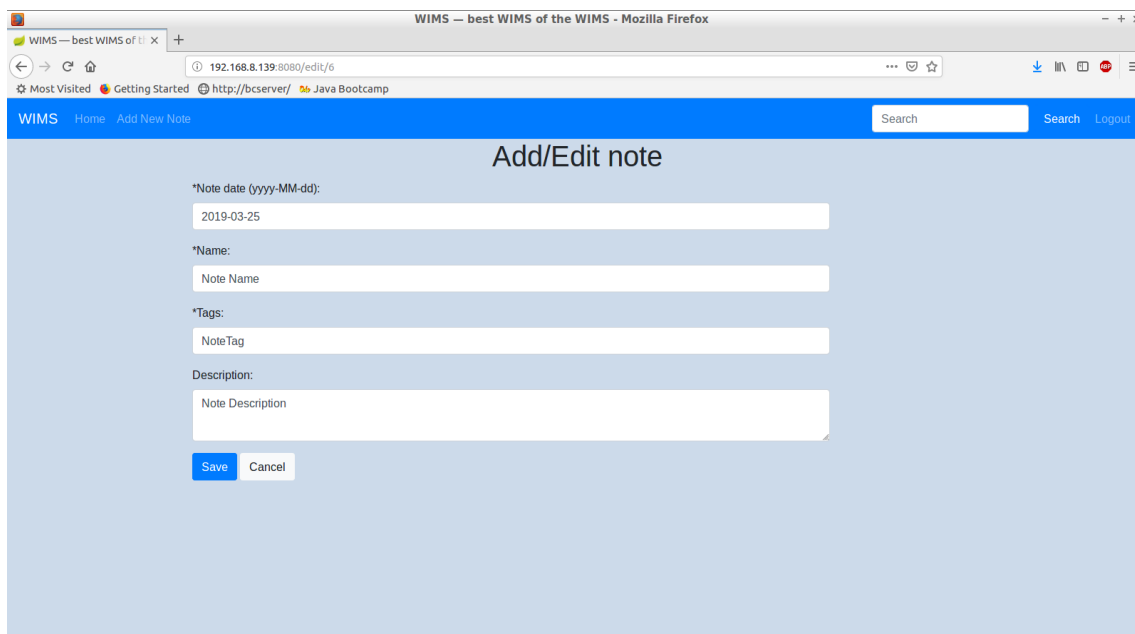 WIMS — best WIMS of the WIMS - Mozilla Firefox
WIMS — best WIMS of th
192.168.8.139:8080/edit/6
Most Visited Getting Started http://bcserver/ Java Bootcamp
WIMS Home Add New Note Search Search Logout
Add/Edit note
*Note date (yyyy-MM-dd):
2019-03-25
*Name:
Note Name
*Tags:
NoteTag
Description:
Note Description
Save Cancel